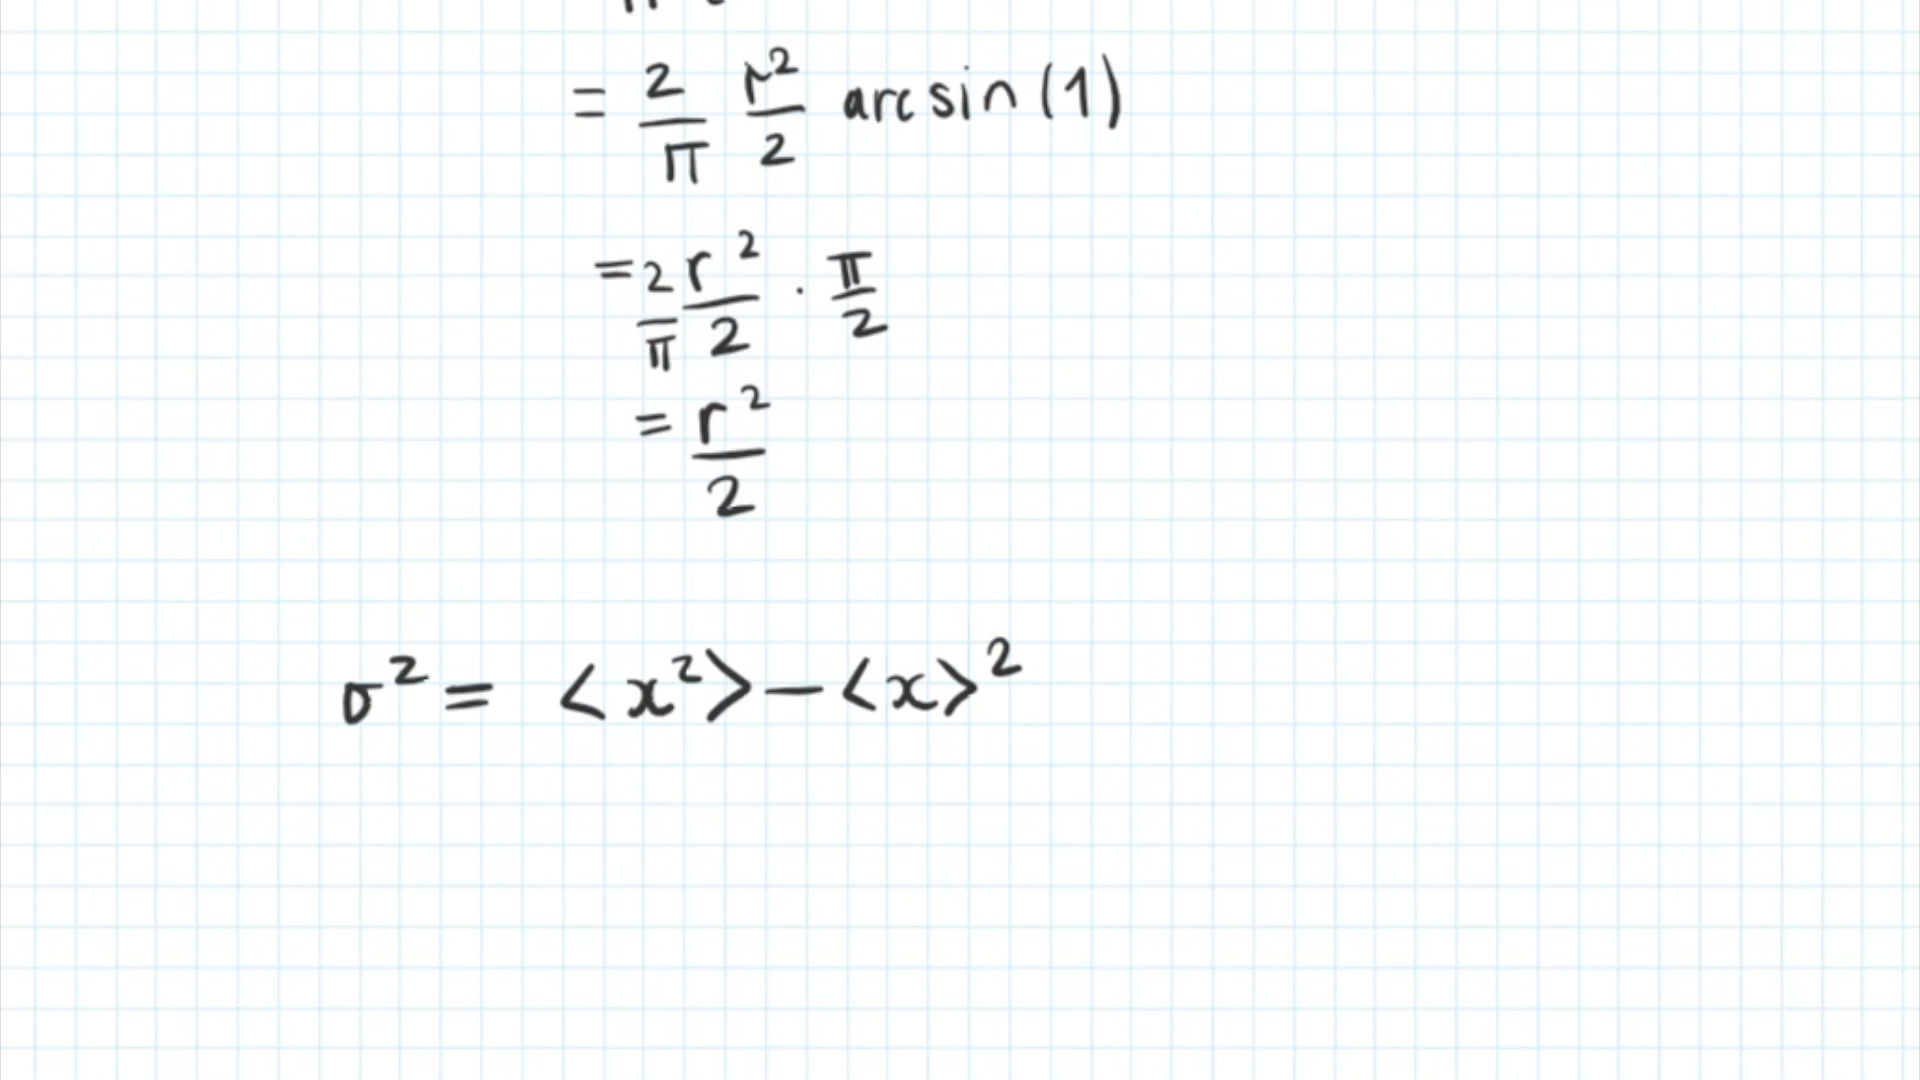 = 2/π r²/2 arcsin(1)
= 2/π r²/2 · π/2
= r²/2
σ² = <x²> - <x>²